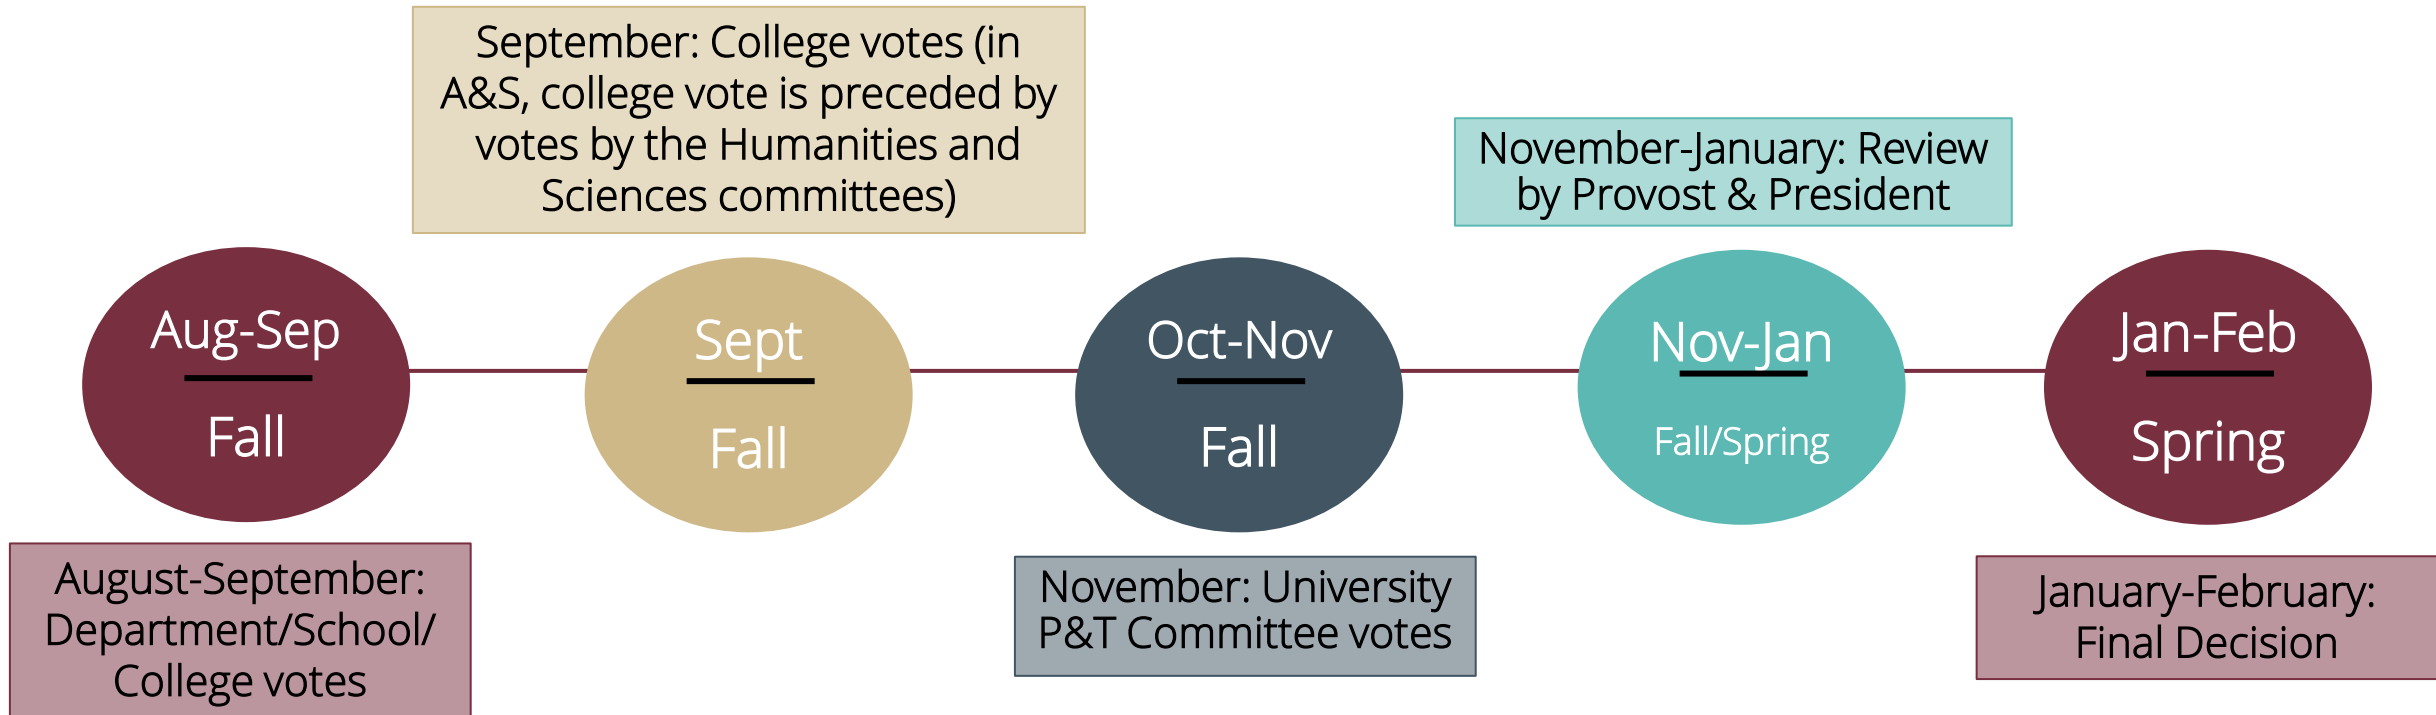 September: College votes (in
A&S, college vote is preceded by
votes by the Humanities and
Sciences committees)
November-January: Review
by Provost & President
Aug-Sep
Fall
Sept
Fall
Oct-Nov
Fall
Nov-Jan
Fall/Spring
Jan-Feb
Spring
August-September:
Department/School/
College votes
November: University
P&T Committee votes
January-February:
Final Decision